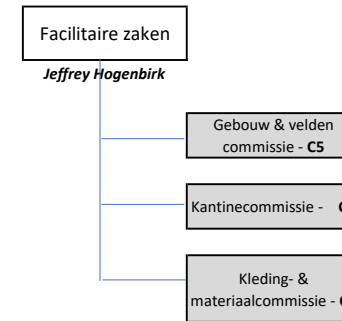 Facilitaire zaken
Jeffrey Hogenbirk
Gebouw & velden
commissie - C5
Kantinecommissie -
Kleding- &
materiaalcommissie -